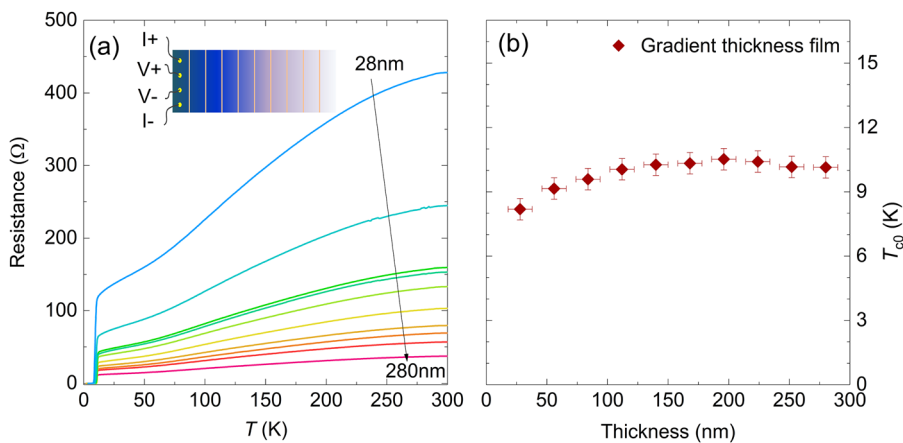 (a)
I+
V+
V-
I-
28nm
280nm
500
400
300
200
100
0
Resistance (Ω)
0 50 100 150 200 250 300
T (K)
(b)
Gradient thickness film
15
12
9
6
3
0
T_c0 (K)
0 50 100 150 200 250 300
Thickness (nm)